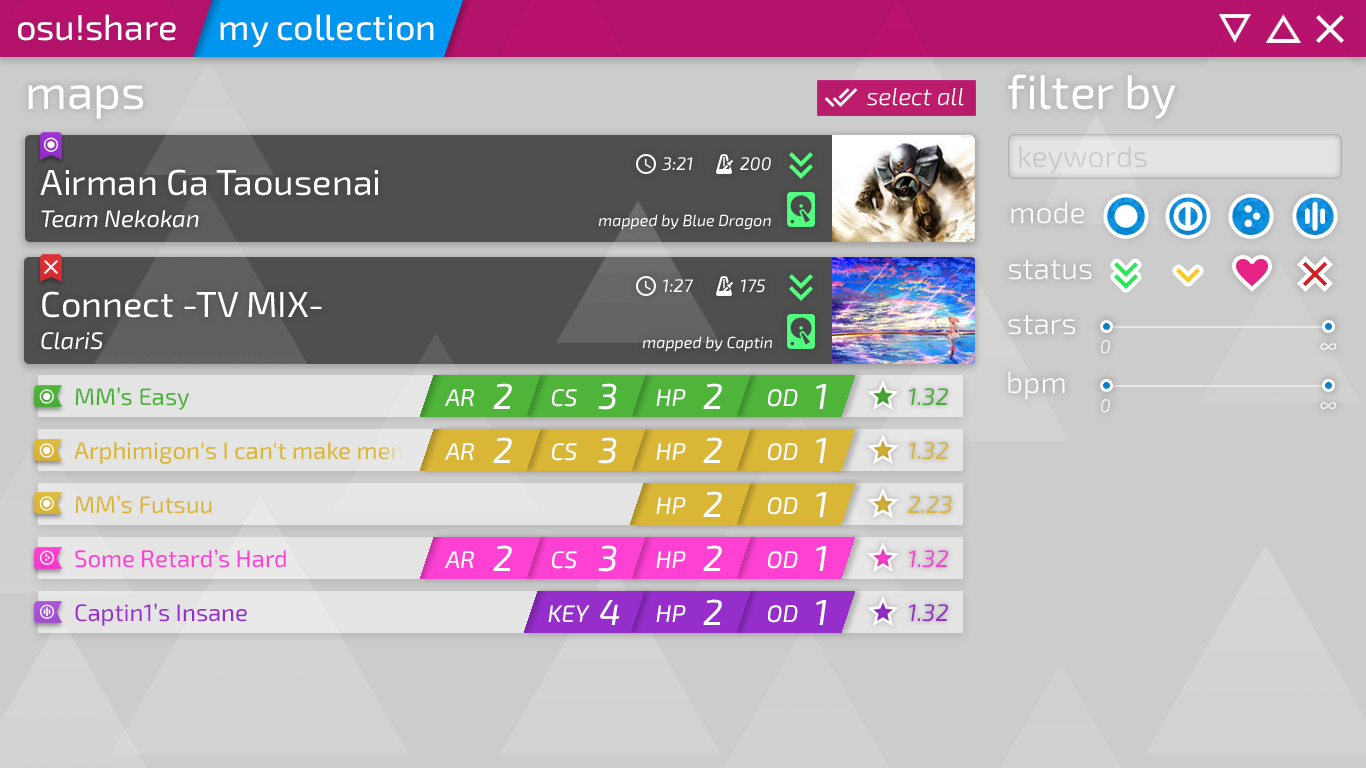 osu!share my collection
maps
select all
Airman Ga Taousenai
Team Nekokan
3:21 200
mapped by Blue Dragon
Connect -TV MIX-
ClariS
1:27 175
mapped by Captin
MM's Easy AR 2 CS 3 HP 2 OD 1 1.32
Arphimigon's I can't make men AR 2 CS 3 HP 2 OD 1 1.32
MM's Futsuu HP 2 OD 1 2.23
Some Retard's Hard AR 2 CS 3 HP 2 OD 1 1.32
Captin1's Insane KEY 4 HP 2 OD 1 1.32
filter by
keywords
mode
status
stars
0 ∞
bpm
0 ∞